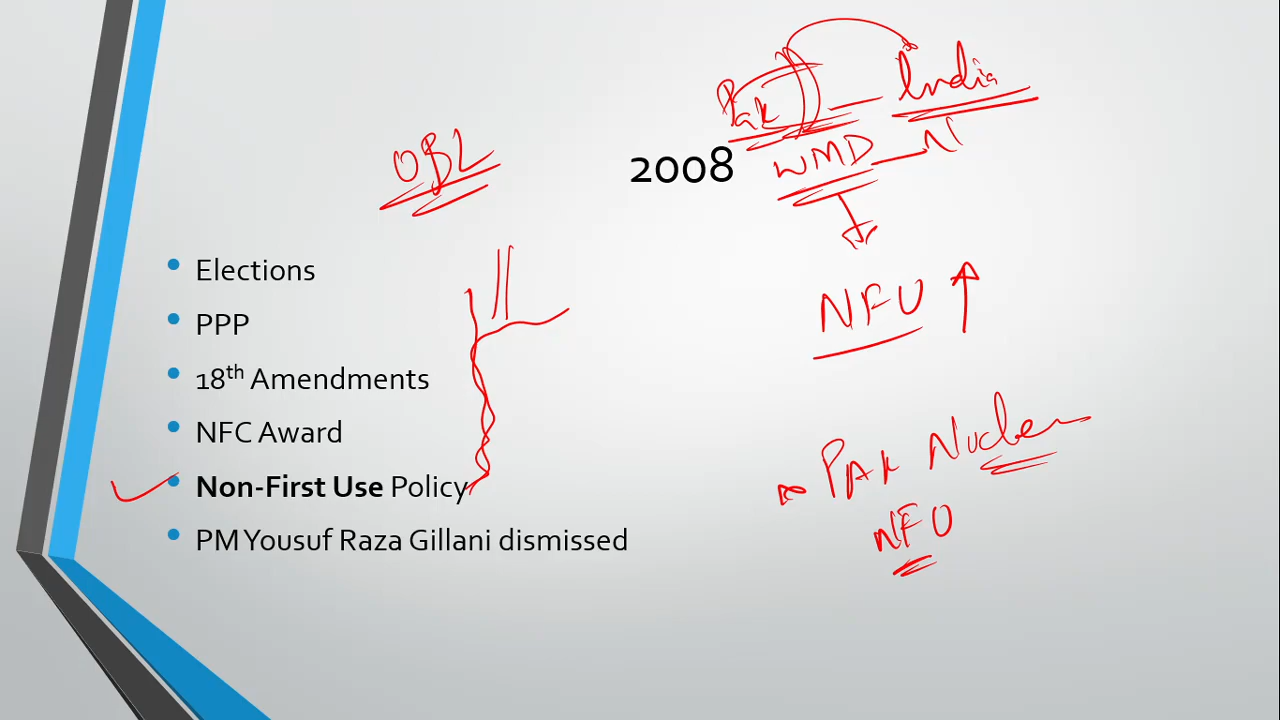 Pak - India
OBL
2008
WMD - N
NFU
• Elections
• PPP
• 18th Amendments
• NFC Award
• Non-First Use Policy
• PM Yousuf Raza Gillani dismissed
PAK Nuclear
NFU